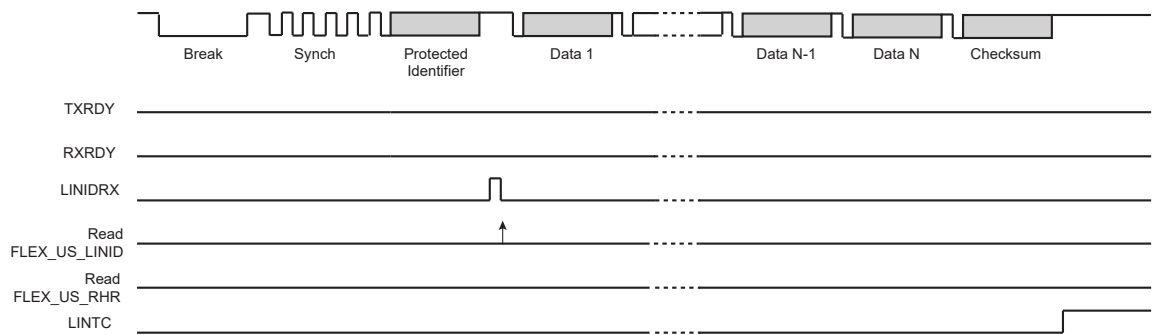 Break Synch Protected Data 1 Data N-1 Data N Checksum
Identifier
TXRDY
RXRDY
LINIDRX
Read
FLEX_US_LINID
Read
FLEX_US_RHR
LINTC